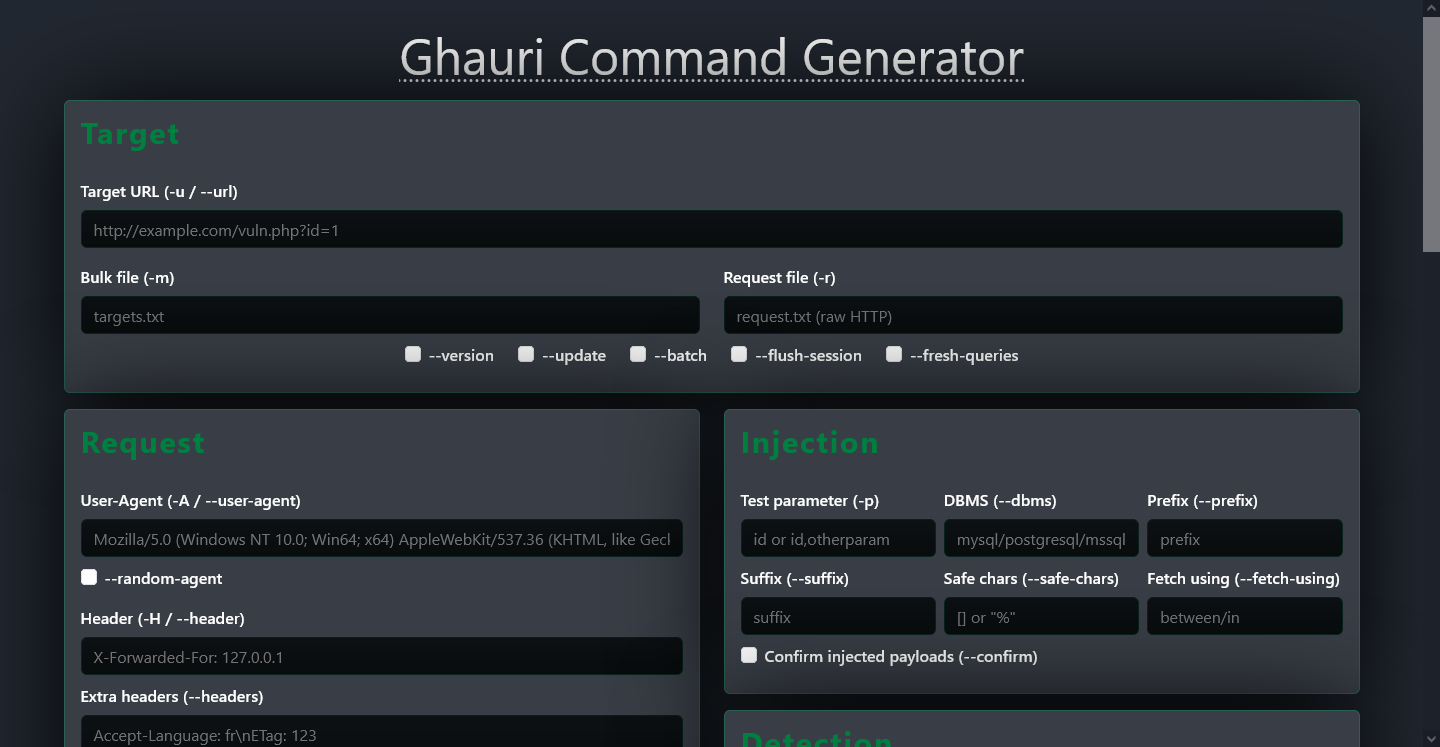 Ghauri Command Generator
Target
Target URL (-u / --url)
http://example.com/vuln.php?id=1
Bulk file (-m)
Request file (-r)
targets.txt
request.txt (raw HTTP)
--version --update --batch --flush-session --fresh-queries
Request
User-Agent (-A / --user-agent)
Mozilla/5.0 (Windows NT 10.0; Win64; x64) AppleWebKit/537.36 (KHTML, like Geck
--random-agent
Header (-H / --header)
X-Forwarded-For: 127.0.0.1
Extra headers (--headers)
Accept-Language: fr\nETag: 123
Injection
Test parameter (-p) DBMS (--dbms) Prefix (--prefix)
id or id,otherparam mysql/postgresql/mssql prefix
Suffix (--suffix) Safe chars (--safe-chars) Fetch using (--fetch-using)
suffix [] or "%" between/in
Confirm injected payloads (--confirm)
Detection